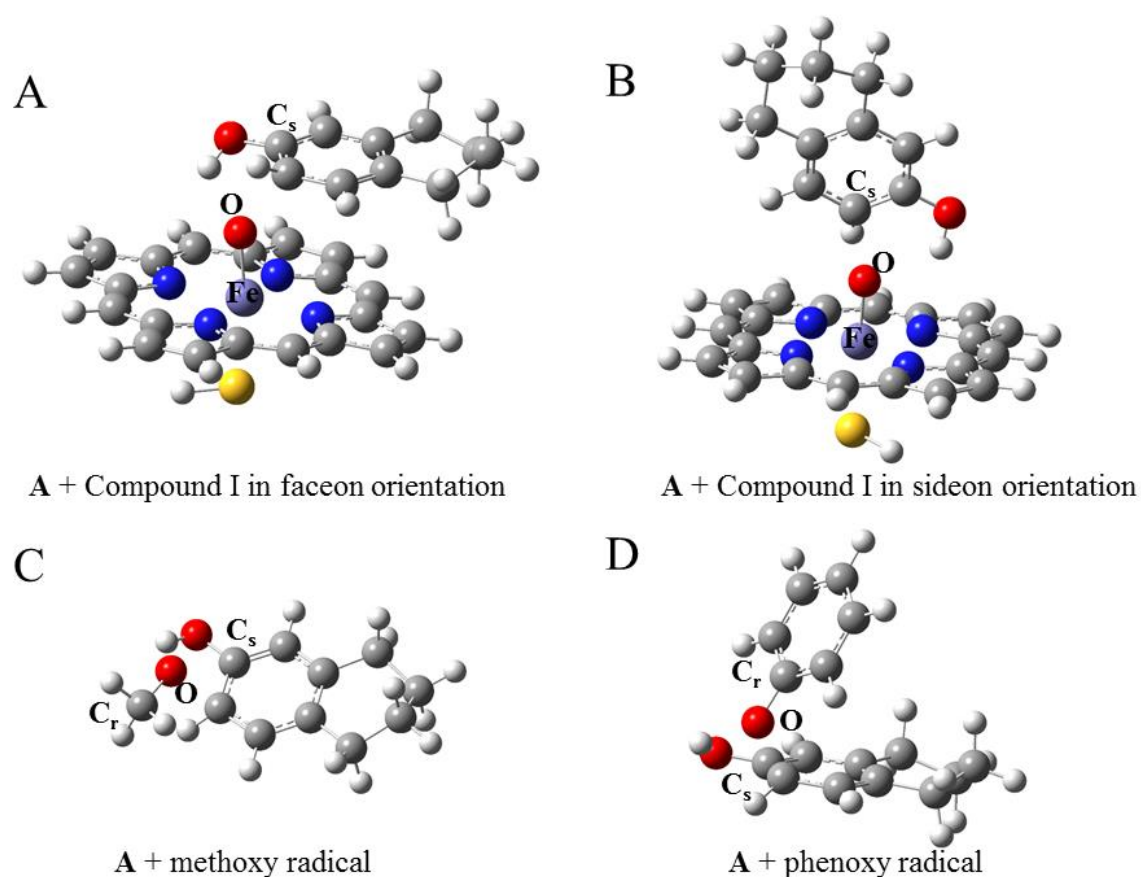 A
Cs
O
Fe
A + Compound I in faceon orientation
B
Cs
O
Fe
A + Compound I in sideon orientation
C
Cs
O
Cr
A + methoxy radical
D
Cr
O
Cs
A + phenoxy radical